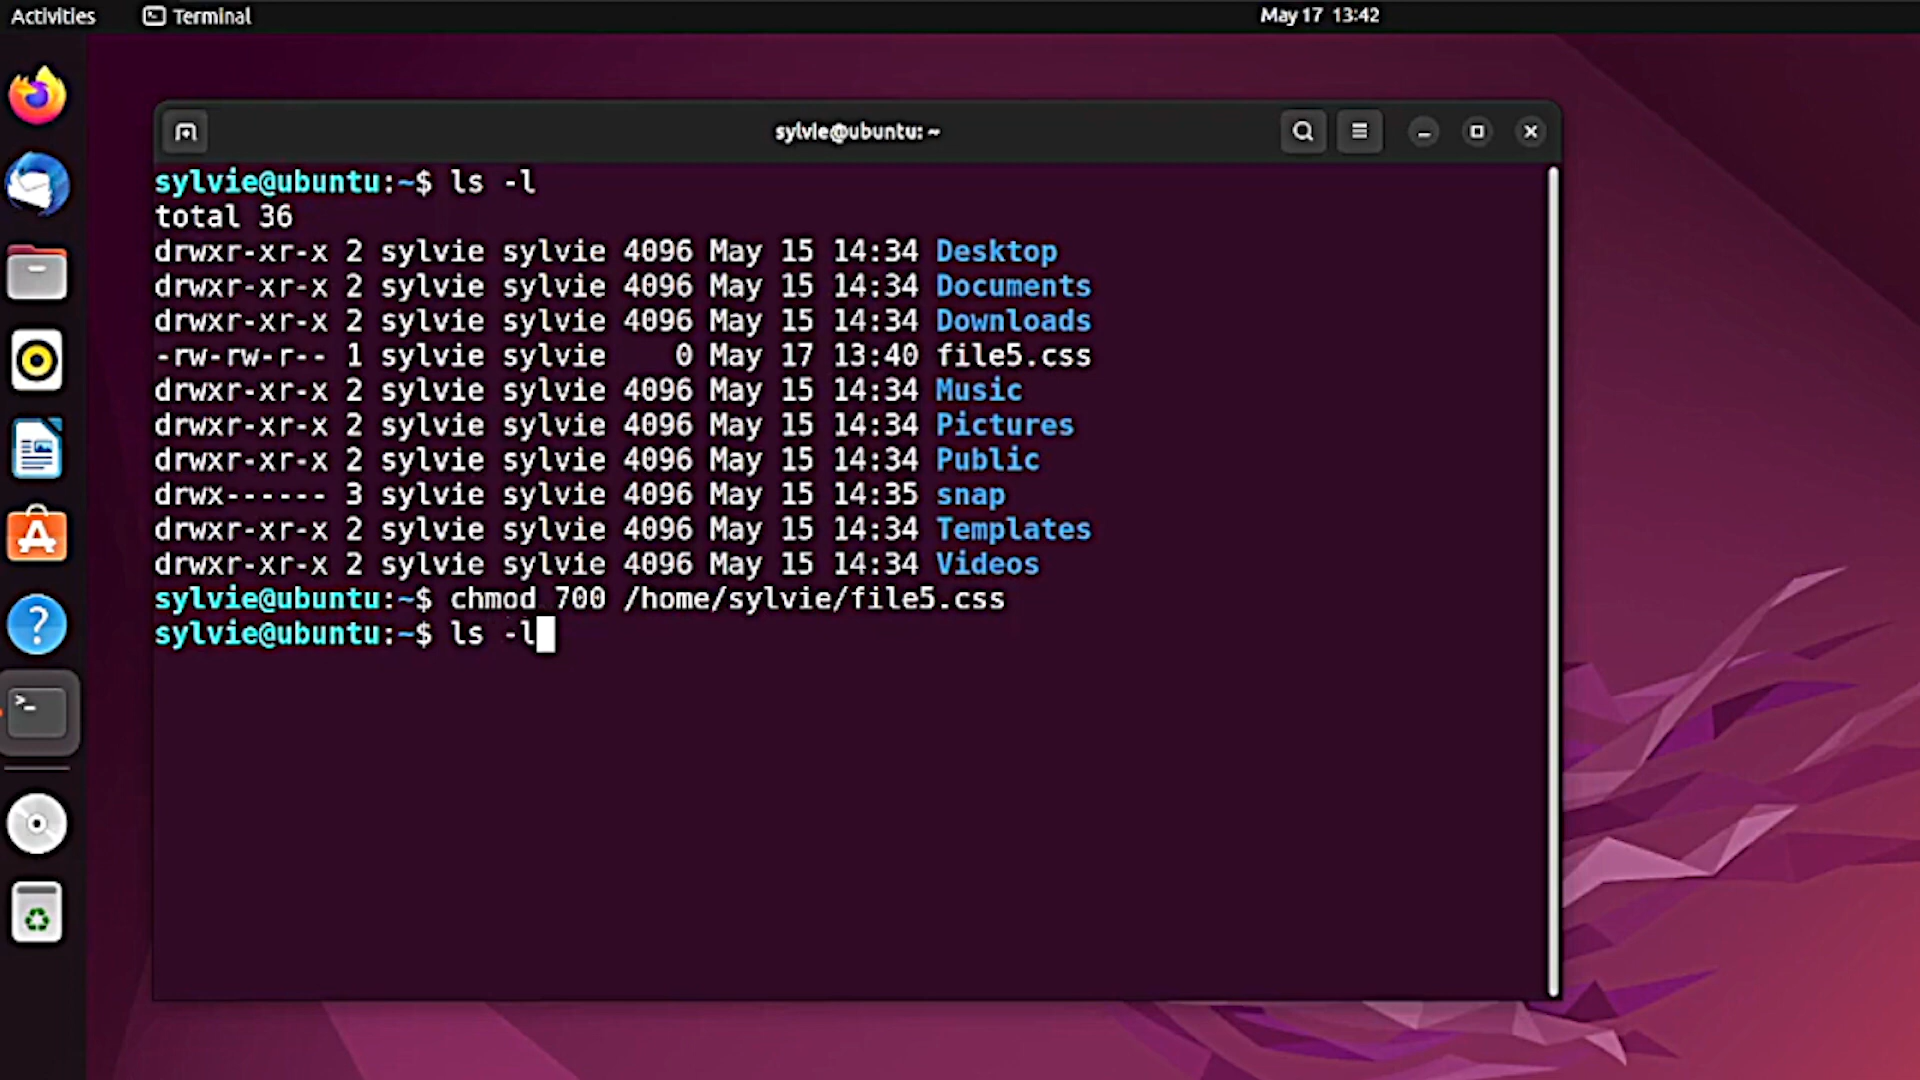 Activities Terminal May 17 13:42
sylvie@ubuntu: ~
sylvie@ubuntu:~$ ls -l
total 36
drwxr-xr-x 2 sylvie sylvie 4096 May 15 14:34 Desktop
drwxr-xr-x 2 sylvie sylvie 4096 May 15 14:34 Documents
drwxr-xr-x 2 sylvie sylvie 4096 May 15 14:34 Downloads
-rw-rw-r-- 1 sylvie sylvie    0 May 17 13:40 file5.css
drwxr-xr-x 2 sylvie sylvie 4096 May 15 14:34 Music
drwxr-xr-x 2 sylvie sylvie 4096 May 15 14:34 Pictures
drwxr-xr-x 2 sylvie sylvie 4096 May 15 14:34 Public
drwx------ 3 sylvie sylvie 4096 May 15 14:35 snap
drwxr-xr-x 2 sylvie sylvie 4096 May 15 14:34 Templates
drwxr-xr-x 2 sylvie sylvie 4096 May 15 14:34 Videos
sylvie@ubuntu:~$ chmod 700 /home/sylvie/file5.css
sylvie@ubuntu:~$ ls -l